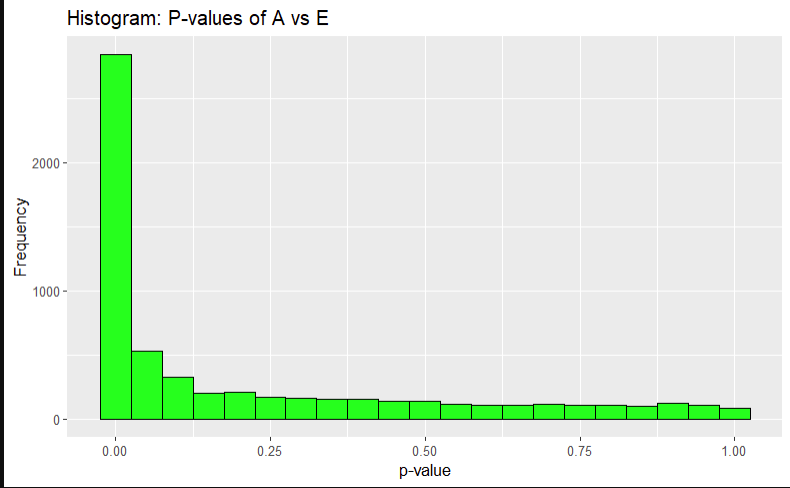 Histogram: P-values of A vs E
Frequency
2000
1000
0
0.00 0.25 0.50 0.75 1.00
p-value